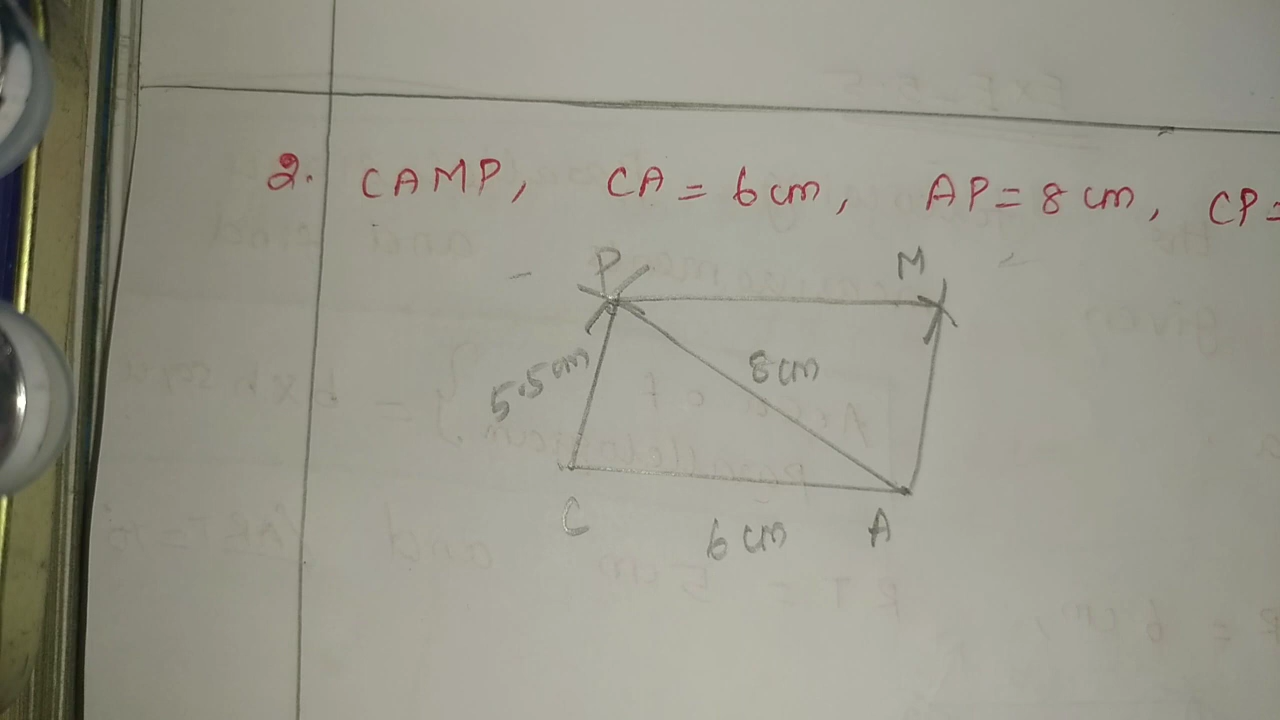 2. CAMP, CA = 6 cm, AP = 8 cm, CP =
P M
5.5 cm 8 cm
C 6 cm A